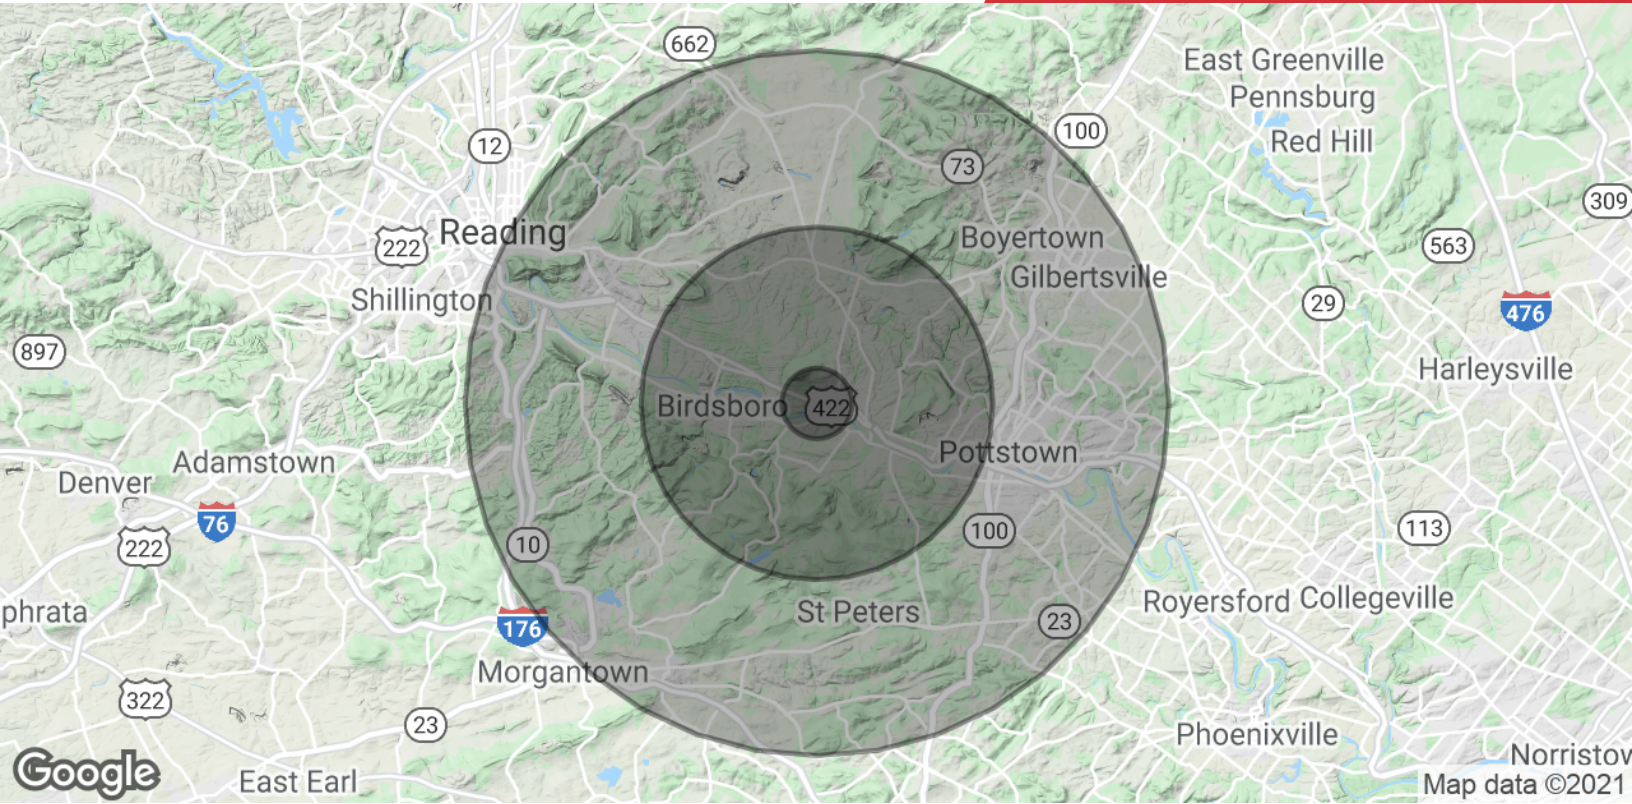 662
East Greenville
Pennsburg
100
Red Hill
12
73
309
Reading
222
Boyertown
563
Gilbertsville
Shillington
29
476
897
Harleysville
Birdsboro
422
Pottstown
Adamstown
Denver
76
222
10
100
113
phrata
176
St Peters
23
Royersford
Collegeville
Morgantown
322
23
Phoenixville
Norristow
Google
East Earl
Map data ©2021